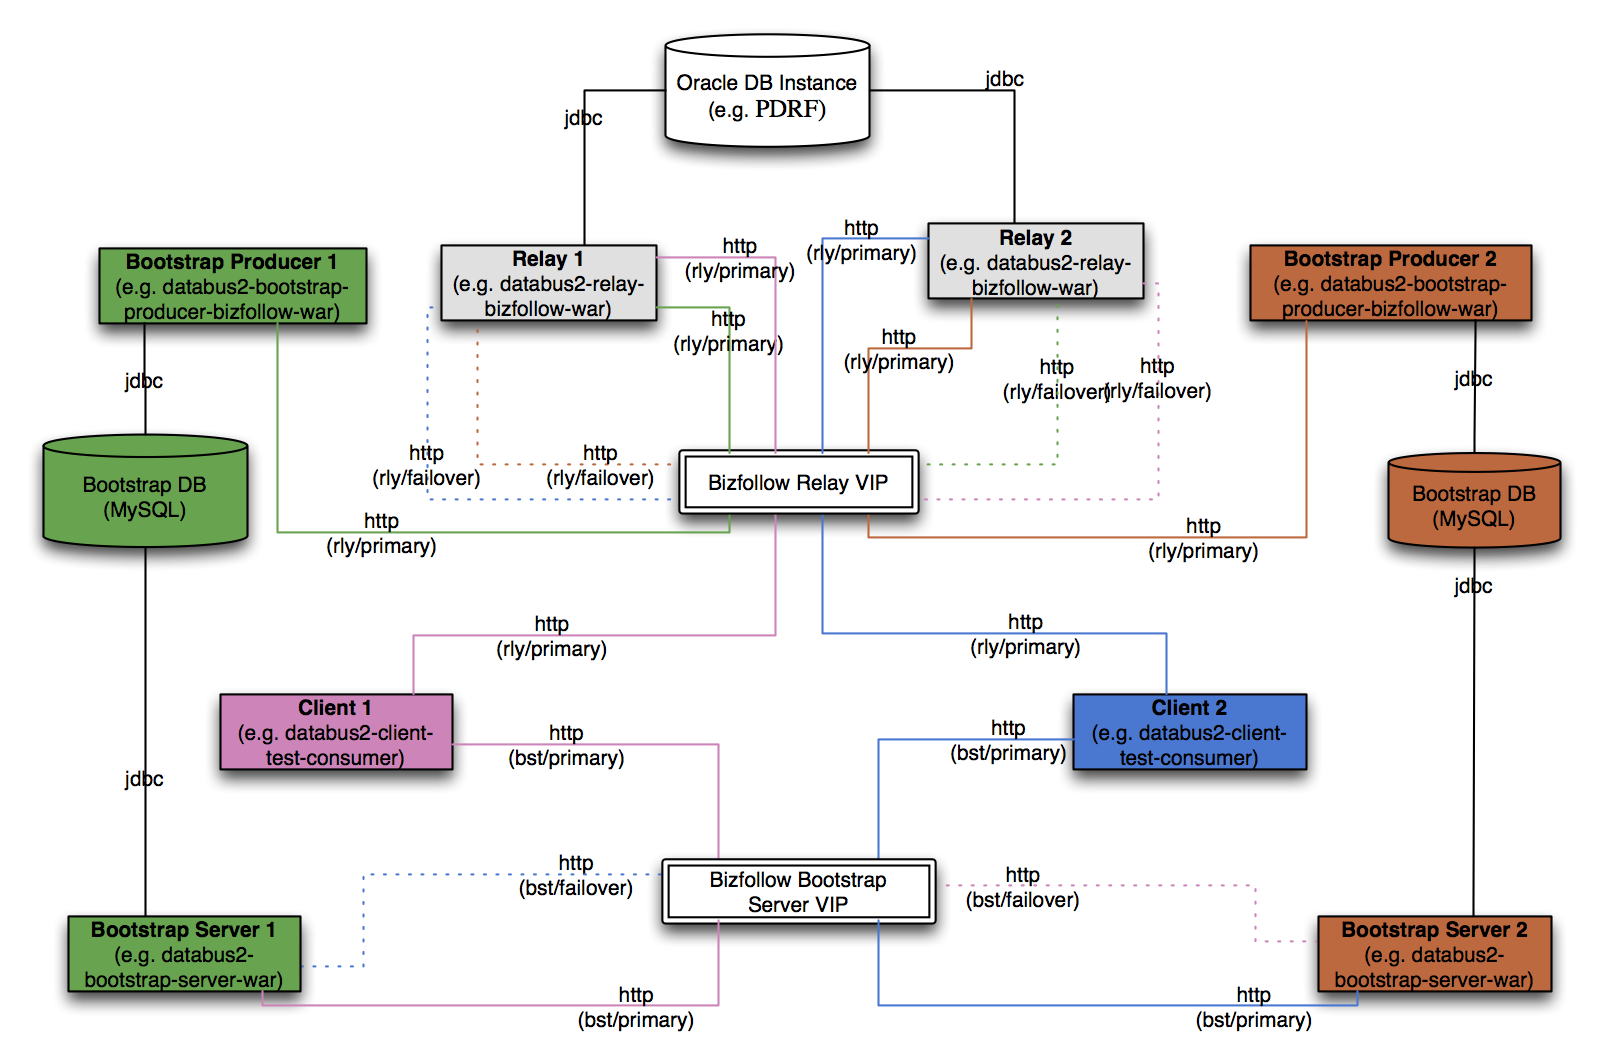 Oracle DB Instance
(e.g. PDRF)
jdbc
jdbc
Bootstrap Producer 1
(e.g. databus2-bootstrap-
producer-bizfollow-war)
Relay 1
(e.g. databus2-relay-
bizfollow-war)
http
(rly/primary)
http
(rly/primary)
http
(rly/primary)
Relay 2
(e.g. databus2-relay-
bizfollow-war)
http
(rly/primary)
Bootstrap Producer 2
(e.g. databus2-bootstrap-
producer-bizfollow-war)
http
(rly/failover)
http
(rly/failover)
jdbc
jdbc
http
(rly/failover)
http
(rly/failover)
Bizfollow Relay VIP
Bootstrap DB
(MySQL)
Bootstrap DB
(MySQL)
http
(rly/primary)
http
(rly/primary)
jdbc
http
(rly/primary)
http
(rly/primary)
Client 1
(e.g. databus2-client-
test-consumer)
http
(bst/primary)
http
(bst/primary)
Client 2
(e.g. databus2-client-
test-consumer)
jdbc
http
(bst/failover)
Bizfollow Bootstrap
Server VIP
http
(bst/failover)
Bootstrap Server 1
(e.g. databus2-
bootstrap-server-war)
Bootstrap Server 2
(e.g. databus2-
bootstrap-server-war)
http
(bst/primary)
http
(bst/primary)